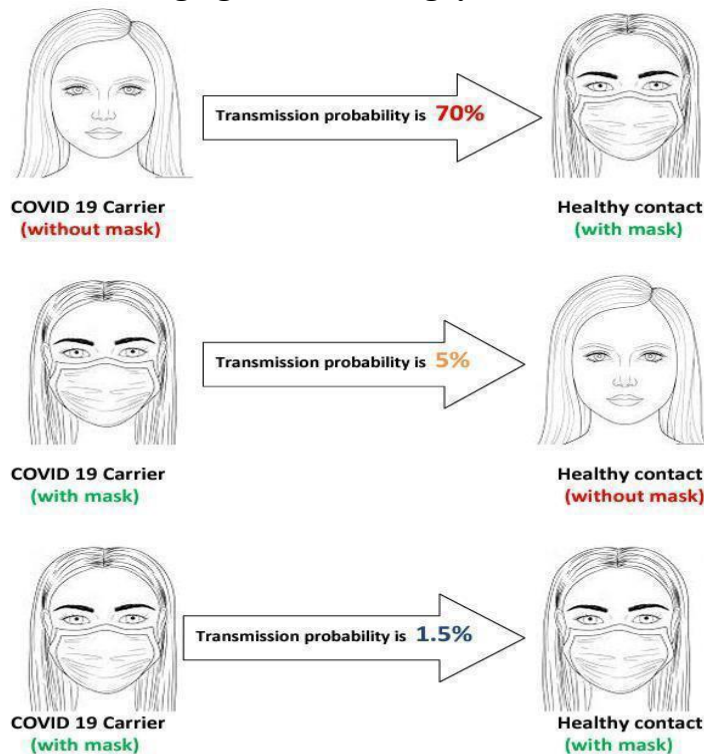 Transmission probability is 70%
COVID 19 Carrier
(without mask)
Healthy contact
(with mask)
Transmission probability is 5%
COVID 19 Carrier
(with mask)
Healthy contact
(without mask)
Transmission probability is 1.5%
COVID 19 Carrier
(with mask)
Healthy contact
(with mask)